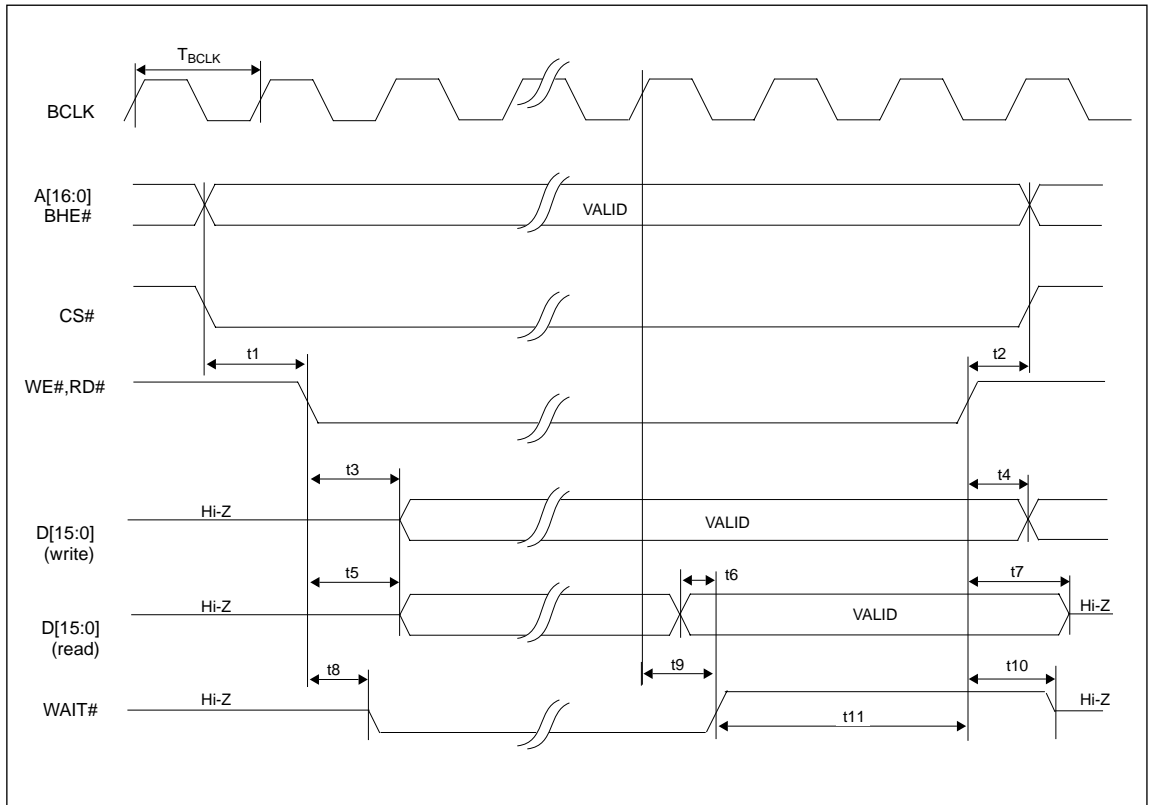 TBCLK
BCLK
A[16:0]
BHE#
VALID
CS#
t1
t2
WE#,RD#
t3
t4
Hi-Z
VALID
D[15:0]
(write)
t5
t6
t7
Hi-Z
VALID
Hi-Z
D[15:0]
(read)
t8
t9
t10
Hi-Z
Hi-Z
WAIT#
t11